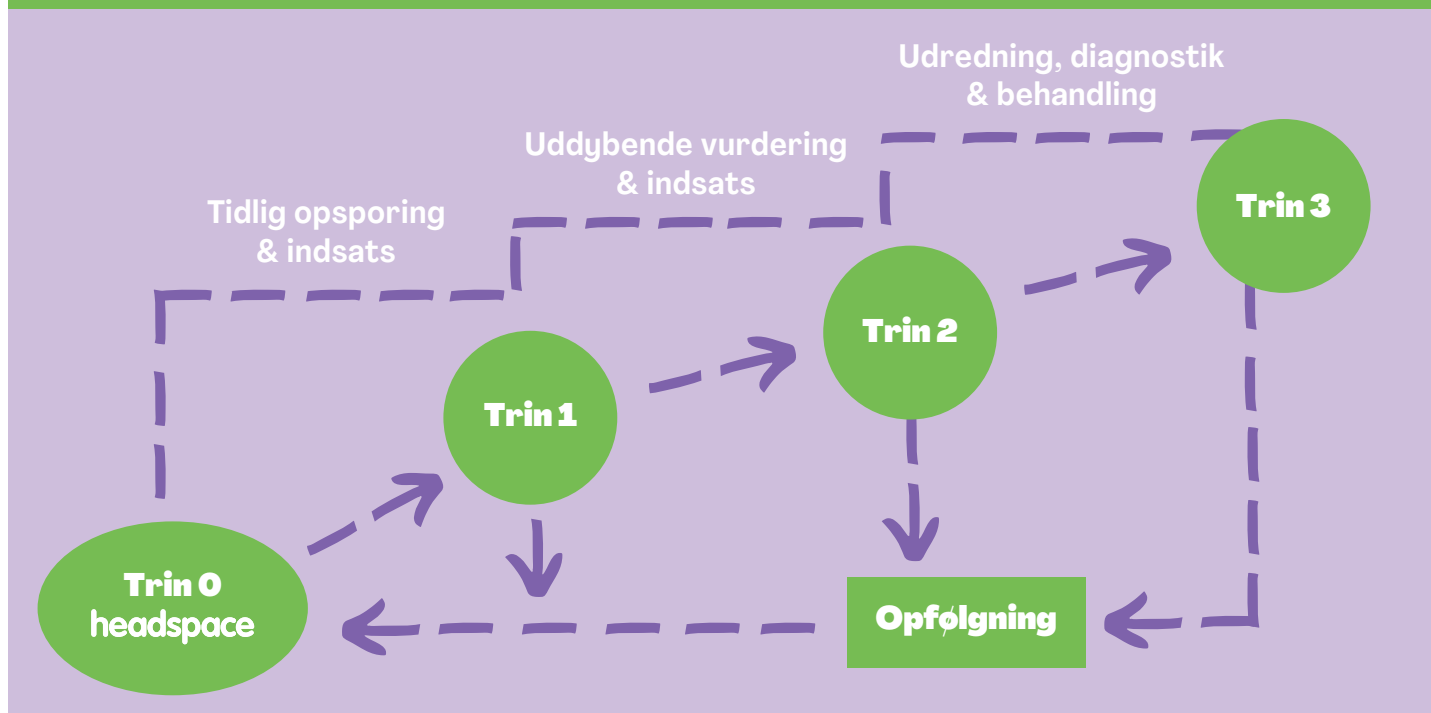 Udredning, diagnostik
& behandling
Uddybende vurdering
& indsats
Tidlig opsporing
& indsats
Trin 3
Trin 2
Trin 1
Trin 0
headspace
Opfølgning